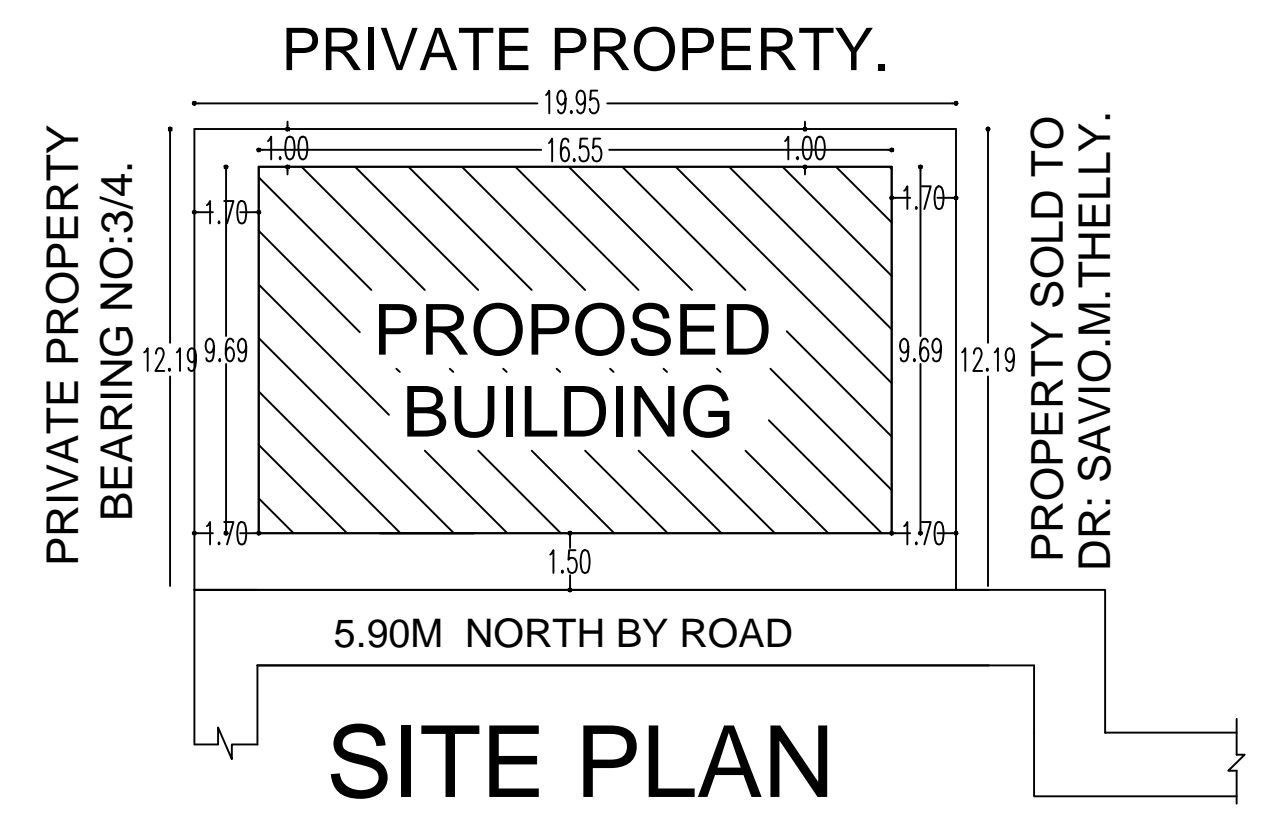 PRIVATE PROPERTY.
19.95
1.00
16.55
1.00
1.70
1.70
PRIVATE PROPERTY
BEARING NO:3/4.
12.19
9.69
PROPOSED
BUILDING
9.69
12.19
PROPERTY SOLD TO
DR: SAVIO.M.THELLY.
1.70
1.70
1.50
5.90M NORTH BY ROAD
SITE PLAN